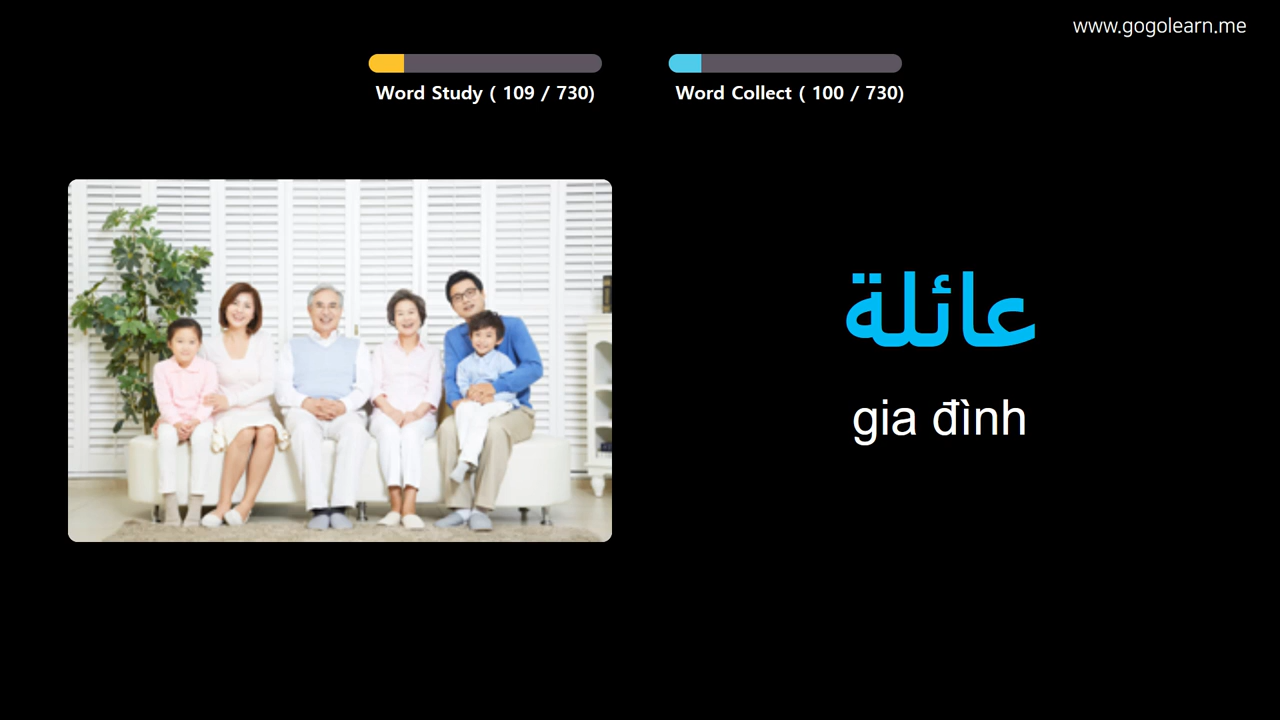 www.gogolearn.me
Word Study ( 109 / 730)
Word Collect ( 100 / 730)
عائلة
gia đình